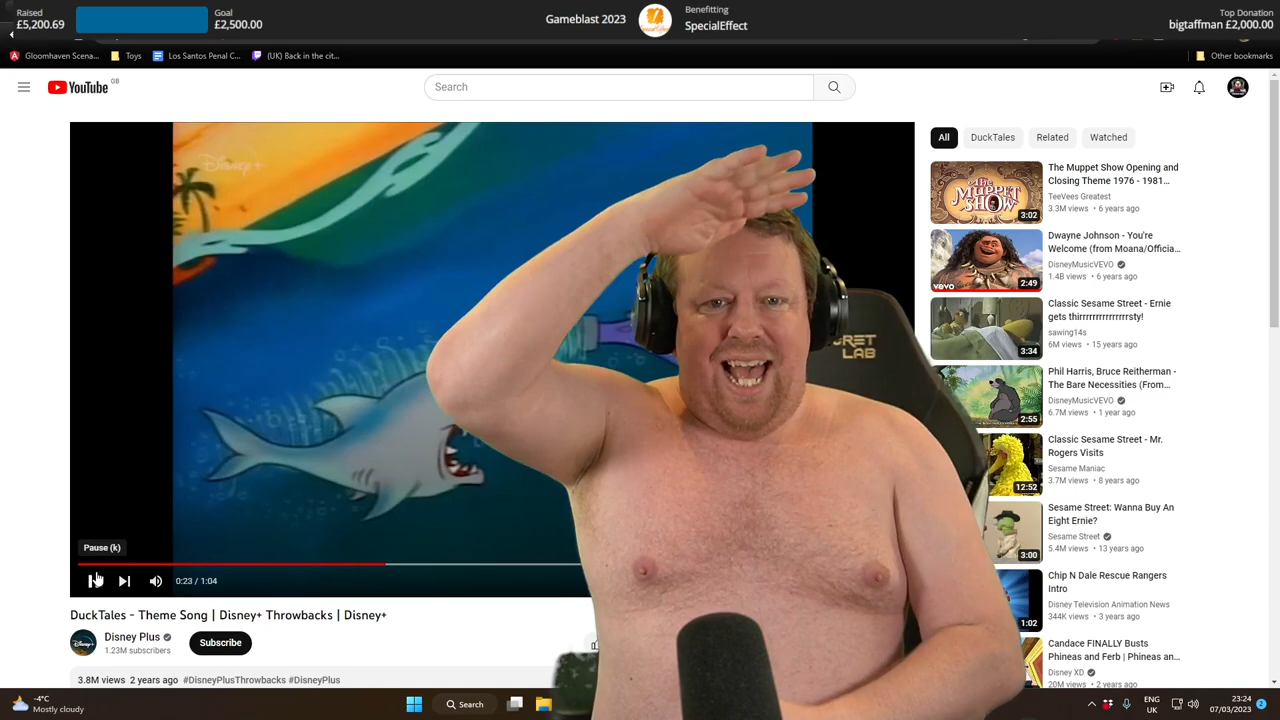 Raised
£5,200.69
Goal
£2,500.00
Gameblast 2023
Benefitting
SpecialEffect
Top Donation
bigtaffman £2,000.00
Gloomhaven Scena...
Toys
Los Santos Penal C...
(UK) Back in the cit...
Other bookmarks
YouTube GB
Search
Disney+
SECRET
LAB
Pause (k)
0:23 / 1:04
DuckTales - Theme Song | Disney+ Throwbacks | Disney+
Disney Plus
1.23M subscribers
Subscribe
3.8M views 2 years ago #DisneyPlusThrowbacks #DisneyPlus
All
DuckTales
Related
Watched
THE MUPPET SHOW
3:02
The Muppet Show Opening and
Closing Theme 1976 - 1981...
TeeVees Greatest
3.3M views • 6 years ago
vevo
2:49
Dwayne Johnson - You're
Welcome (from Moana/Officia...
DisneyMusicVEVO
1.4B views • 6 years ago
3:34
Classic Sesame Street - Ernie
gets thirrrrrrrrrrrrrrsty!
sawing14s
6M views • 15 years ago
2:55
Phil Harris, Bruce Reitherman -
The Bare Necessities (From...
DisneyMusicVEVO
6.7M views • 1 year ago
12:52
Classic Sesame Street - Mr.
Rogers Visits
Sesame Maniac
3.7M views • 8 years ago
3:00
Sesame Street: Wanna Buy An
Eight Ernie?
Sesame Street
5.4M views • 13 years ago
1:02
Chip N Dale Rescue Rangers
Intro
Disney Television Animation News
344K views • 3 years ago
Candace FINALLY Busts
Phineas and Ferb | Phineas an...
Disney XD
20M views • 2 years ago
-4°C
Mostly cloudy
Search
ENG
UK
23:24
07/03/2023
2